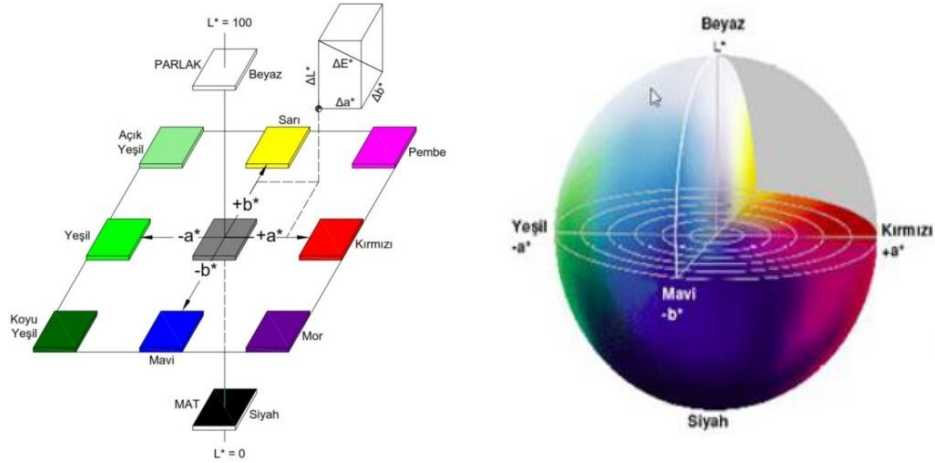 L* = 100
PARLAK
Beyaz
ΔL*
ΔE*
Δa*
Δb*
Açık
Yeşil
Sarı
Pembe
+b*
Yeşil
-a*
+a*
Kırmızı
-b*
Koyu
Yeşil
Mavi
Mor
MAT
Siyah
L* = 0
Beyaz
L*
Yeşil
-a*
Kırmızı
+a*
Mavi
-b*
Siyah